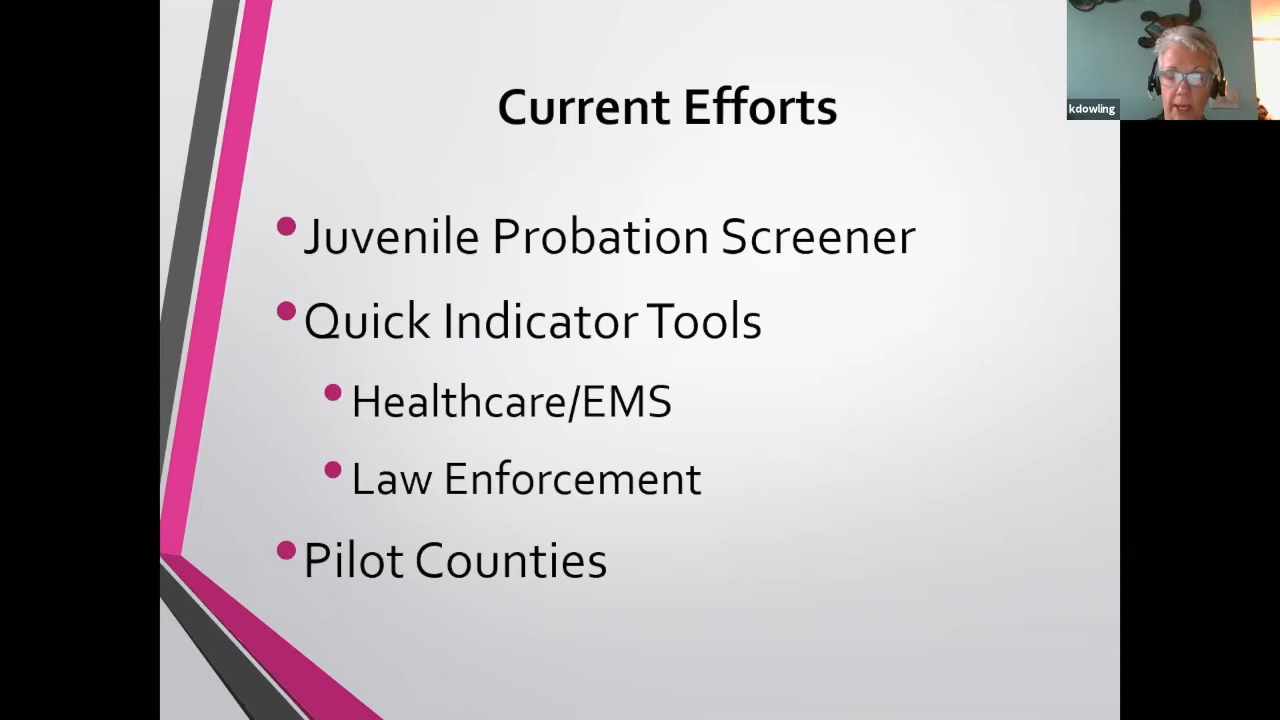 Current Efforts
kdowling
Juvenile Probation Screener
Quick Indicator Tools
Healthcare/EMS
Law Enforcement
Pilot Counties